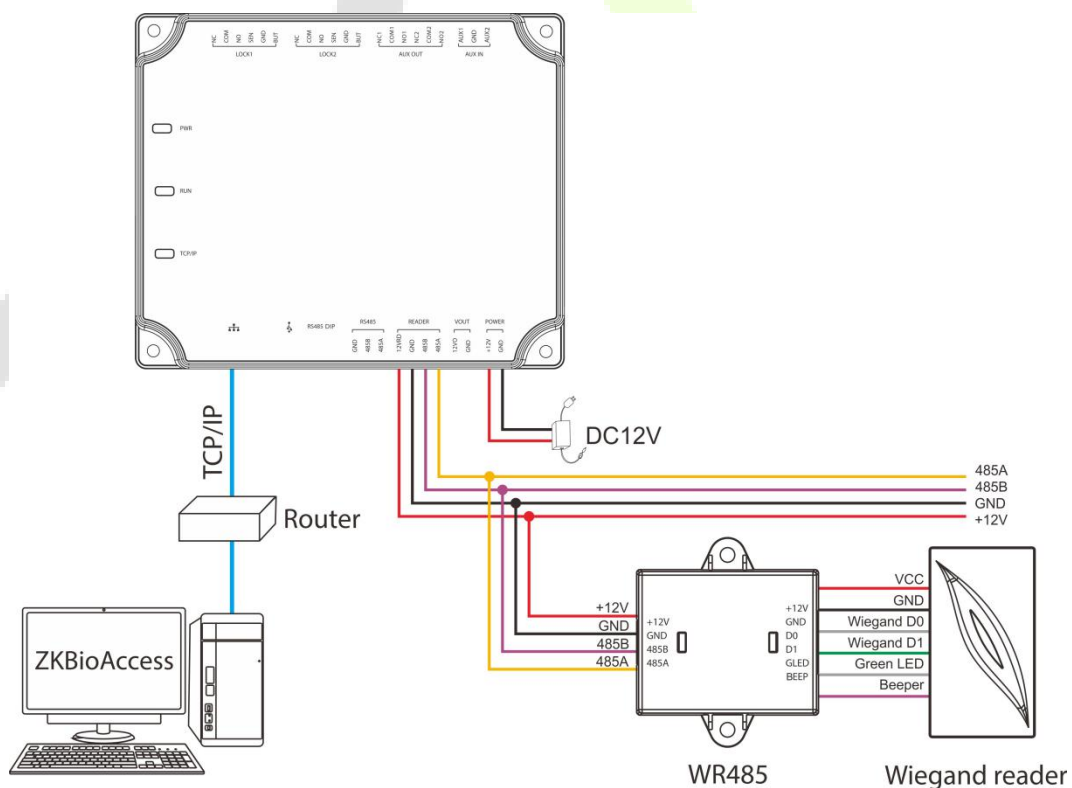 NC COM NO SEN GND BUT
LOCK1
NC COM NO SEN GND BUT
LOCK2
NC1 COM1 NO1 NC2 COM2 NO2
AUX OUT
AUX1 GND AUX2
AUX IN
PWR
RUN
TCP/IP
RS485 DIP
RS485
GND 485B 485A
READER
12VRD GND 485B 485A
VOUT
12VO GND
POWER
+12V GND
TCP/IP
DC12V
485A
485B
GND
+12V
Router
ZKBioAccess
+12V
GND
485B
485A
+12V
GND
485B
485A
+12V
GND
D0
D1
GLED
BEEP
VCC
GND
Wiegand D0
Wiegand D1
Green LED
Beeper
WR485
Wiegand reader